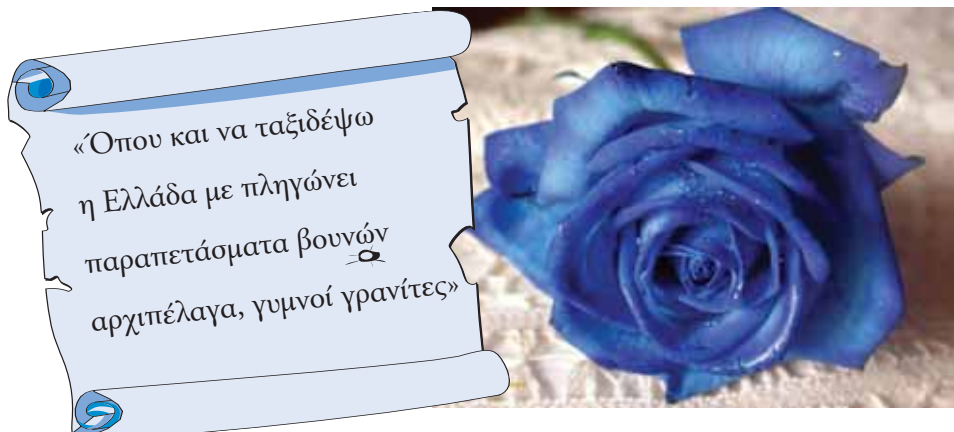 «Όπου και να ταξιδέψω
η Ελλάδα με πληγώνει
παραπετάσματα βουνών
αρχιπέλαγα, γυμνοί γρανίτες»